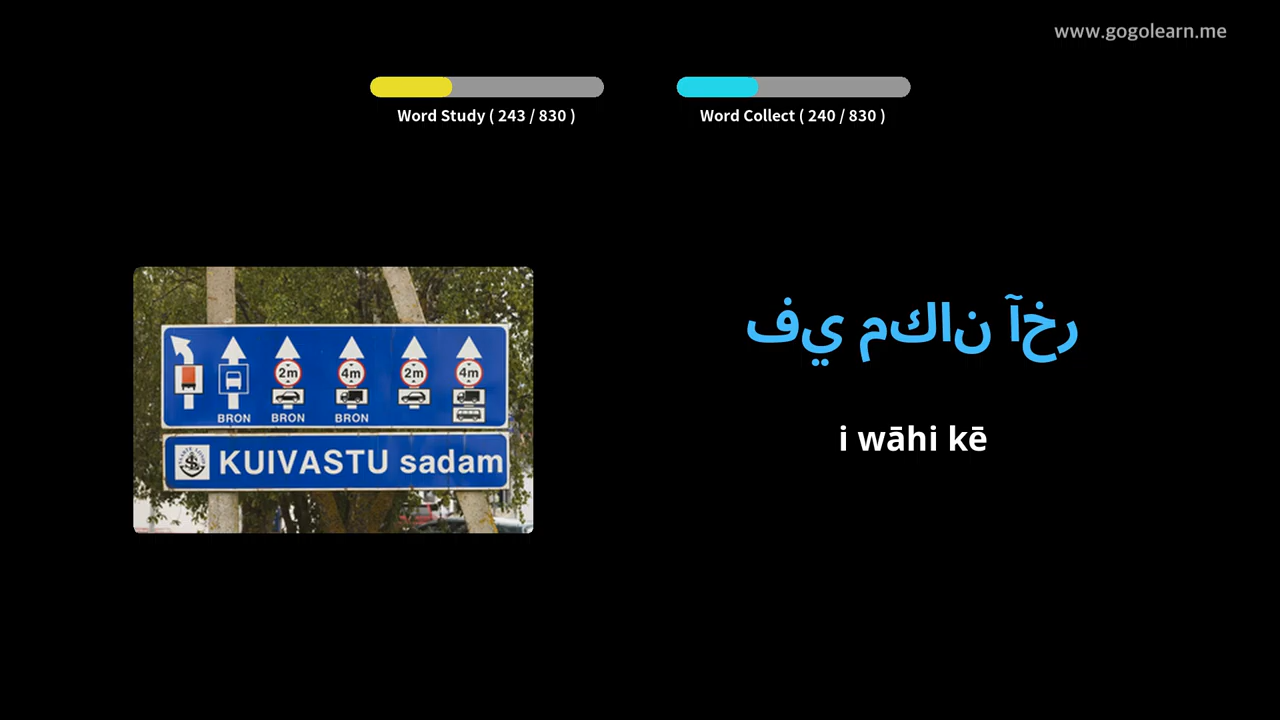 www.gogolearn.me
Word Study ( 243 / 830 )
Word Collect ( 240 / 830 )
2m 4m 2m 4m
BRON BRON BRON
KUIVASTU sadam
في مكان آخر
i wāhi kē